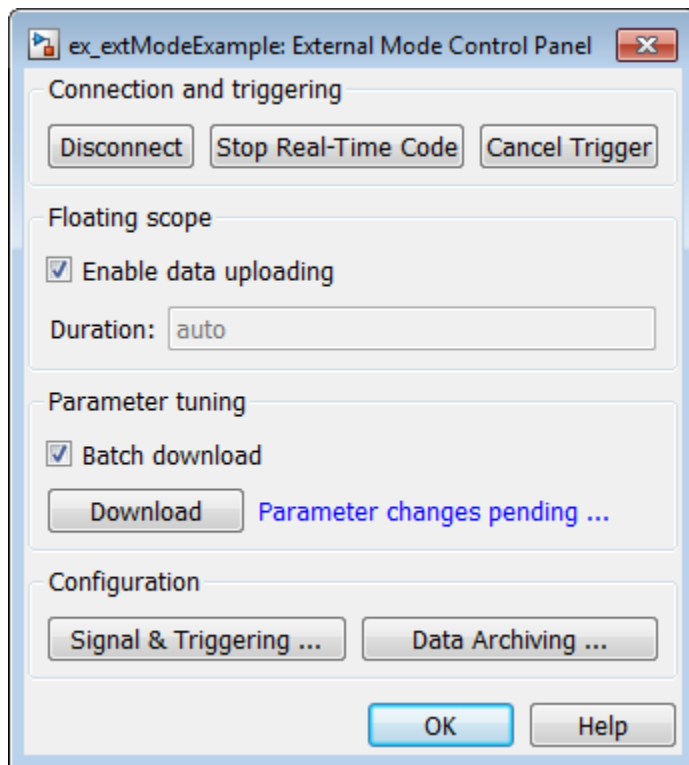 ex_extModeExample: External Mode Control Panel
Connection and triggering
Disconnect Stop Real-Time Code Cancel Trigger
Floating scope
Enable data uploading
Duration: auto
Parameter tuning
Batch download
Download Parameter changes pending ...
Configuration
Signal & Triggering ... Data Archiving ...
OK Help